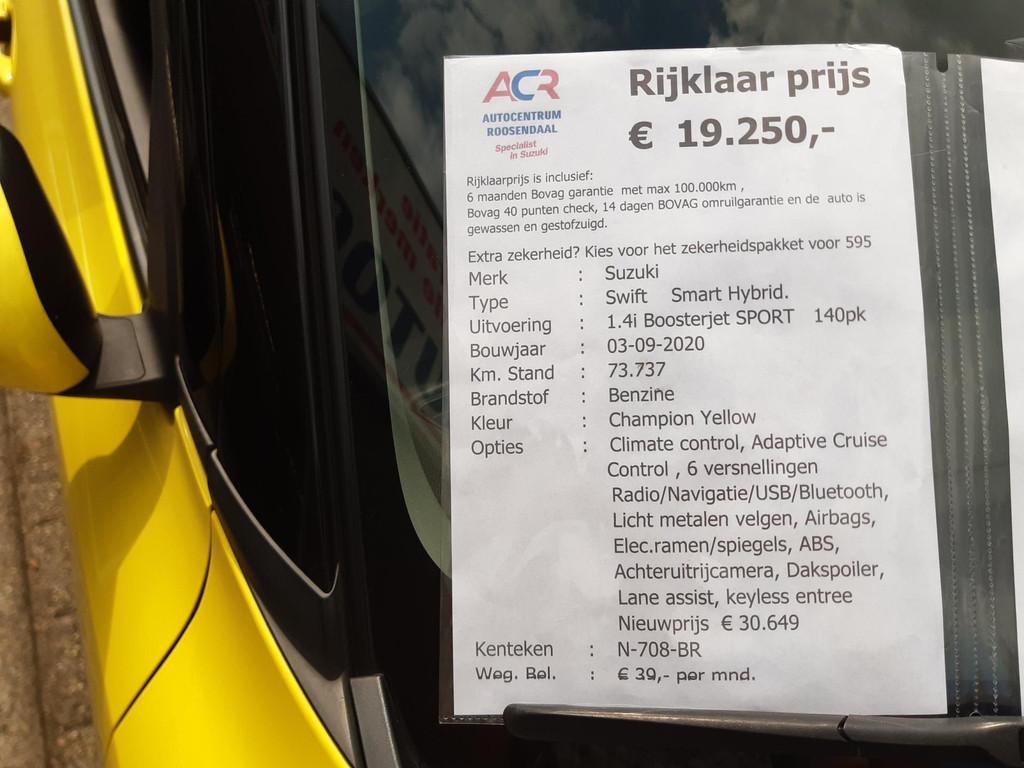 ACR
AUTOCENTRUM
ROOSENDAAL
Specialist
in Suzuki
Rijklaar prijs
€ 19.250,-
Rijklaarprijs is inclusief:
6 maanden Bovag garantie met max 100.000km ,
Bovag 40 punten check, 14 dagen BOVAG omruilgarantie en de auto is
gewassen en gestofzuigd.
Extra zekerheid? Kies voor het zekerheidspakket voor 595
Merk : Suzuki
Type : Swift Smart Hybrid.
Uitvoering : 1.4i Boosterjet SPORT 140pk
Bouwjaar : 03-09-2020
Km. Stand : 73.737
Brandstof : Benzine
Kleur : Champion Yellow
Opties : Climate control, Adaptive Cruise
Control , 6 versnellingen
Radio/Navigatie/USB/Bluetooth,
Licht metalen velgen, Airbags,
Elec.ramen/spiegels, ABS,
Achteruitrijcamera, Dakspoiler,
Lane assist, keyless entree
Nieuwprijs € 30.649
Kenteken : N-708-BR
Weg. Bel. : € 39,- per mnd.